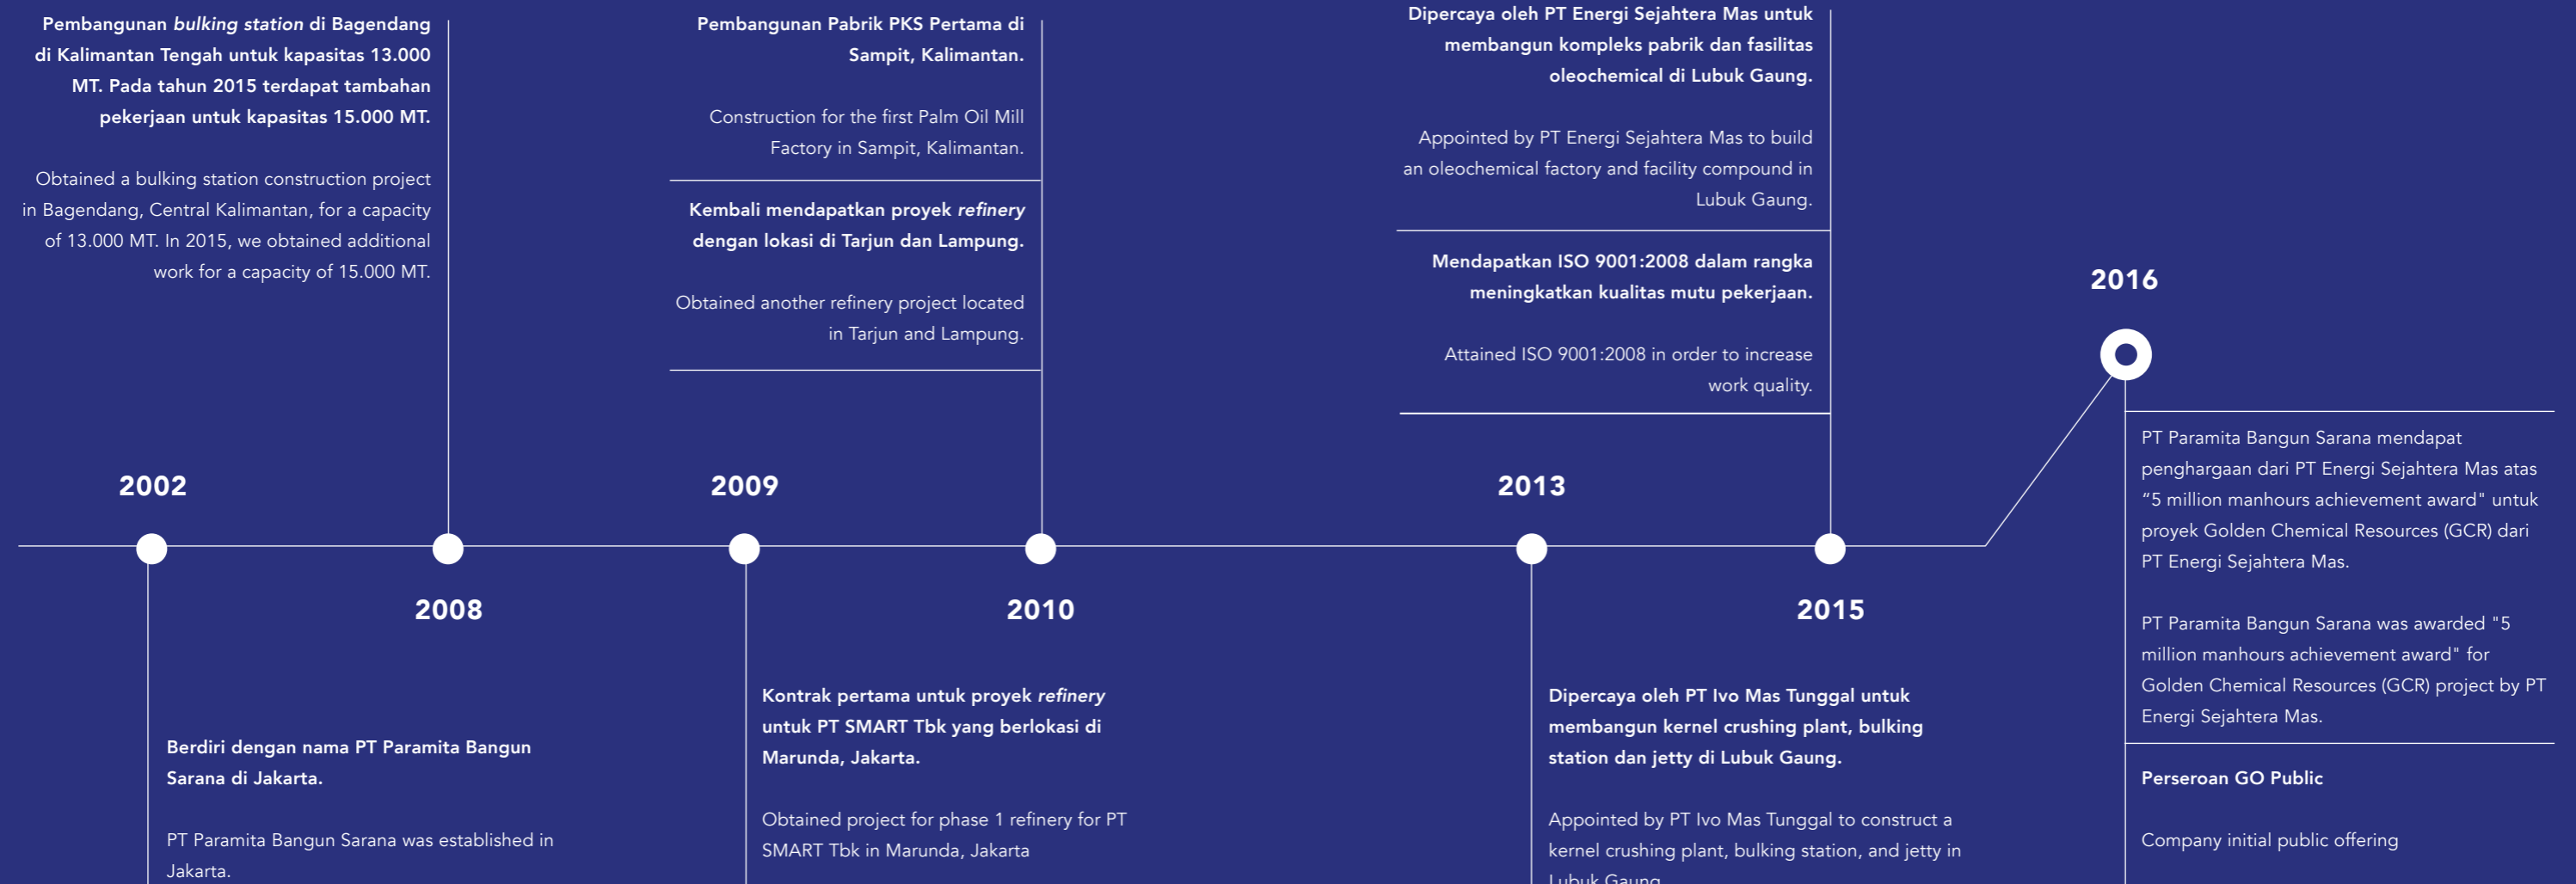 Pembangunan bulking station di Bagendang
di Kalimantan Tengah untuk kapasitas 13.000
MT. Pada tahun 2015 terdapat tambahan
pekerjaan untuk kapasitas 15.000 MT.
Obtained a bulking station construction project
in Bagendang, Central Kalimantan, for a capacity
of 13.000 MT. In 2015, we obtained additional
work for a capacity of 15.000 MT.
Pembangunan Pabrik PKS Pertama di
Sampit, Kalimantan.
Construction for the first Palm Oil Mill
Factory in Sampit, Kalimantan.
Kembali mendapatkan proyek refinery
dengan lokasi di Tarjun dan Lampung.
Obtained another refinery project located
in Tarjun and Lampung.
Dipercaya oleh PT Energi Sejahtera Mas untuk
membangun kompleks pabrik dan fasilitas
oleochemical di Lubuk Gaung.
Appointed by PT Energi Sejahtera Mas to build
an oleochemical factory and facility compound in
Lubuk Gaung.
Mendapatkan ISO 9001:2008 dalam rangka
meningkatkan kualitas mutu pekerjaan.
Attained ISO 9001:2008 in order to increase
work quality.
2002
2008
2009
2010
2013
2015
2016
Berdiri dengan nama PT Paramita Bangun
Sarana di Jakarta.
PT Paramita Bangun Sarana was established in
Jakarta.
Kontrak pertama untuk proyek refinery
untuk PT SMART Tbk yang berlokasi di
Marunda, Jakarta.
Obtained project for phase 1 refinery for PT
SMART Tbk in Marunda, Jakarta
Dipercaya oleh PT Ivo Mas Tunggal untuk
membangun kernel crushing plant, bulking
station dan jetty di Lubuk Gaung.
Appointed by PT Ivo Mas Tunggal to construct a
kernel crushing plant, bulking station, and jetty in
Lubuk Gaung
PT Paramita Bangun Sarana mendapat
penghargaan dari PT Energi Sejahtera Mas atas
“5 million manhours achievement award" untuk
proyek Golden Chemical Resources (GCR) dari
PT Energi Sejahtera Mas.
PT Paramita Bangun Sarana was awarded "5
million manhours achievement award" for
Golden Chemical Resources (GCR) project by PT
Energi Sejahtera Mas.
Perseroan GO Public
Company initial public offering